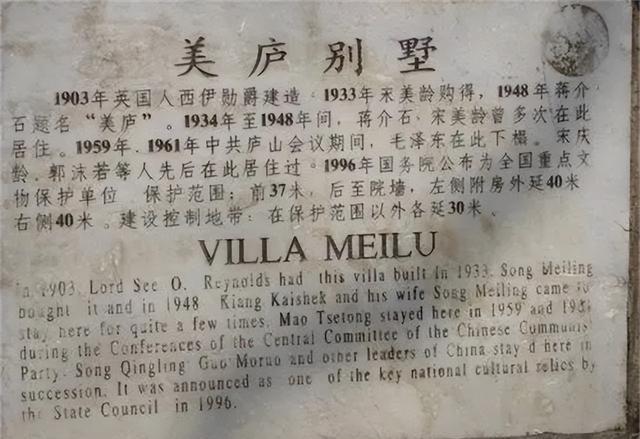 美庐别墅
1903年英国人西伊勋爵建造。1933年宋美龄购得，1948年蒋介
石题名“美庐”。1934年至1948年间，蒋介石、宋美龄曾多次在此
居住。1959年、1961年中共庐山会议期间，毛泽东在此下榻。宋庆
龄、郭沫若等人先后在此居住过。1996年国务院公布为全国重点文
物保护单位 保护范围：前37米，后至院墙，左侧附房外延40米
右侧40米。建设控制地带：在保护范围以外各延30米。
VILLA MEILU
in 1903, Lord See O. Reynolds had this villa built In 1933. Song Meiling
bought it and in 1948 Kiang Kaishek and his wife Song Meiling came to
stay here for quite a few times. Mao Tsetong stayed here in 1959 and 1961
during the Conferences of the Central Committee of the Chinese Communist
Party. Song Qingling Guo Moruo and other leaders of China stay d here in
succession. It was announced as one of the key national cultural relics by
the State Council in 1996.